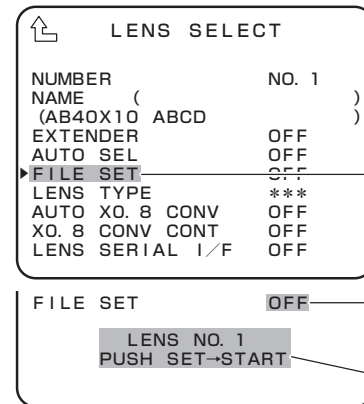 LENS SELECT
NUMBER NO. 1
NAME ( )
(AB40X10 ABCD )
EXTENDER OFF
AUTO SEL OFF
FILE SET OFF
LENS TYPE ***
AUTO X0. 8 CONV OFF
X0. 8 CONV CONT OFF
LENS SERIAL I/F OFF
FILE SET OFF
LENS NO. 1
PUSH SET→START